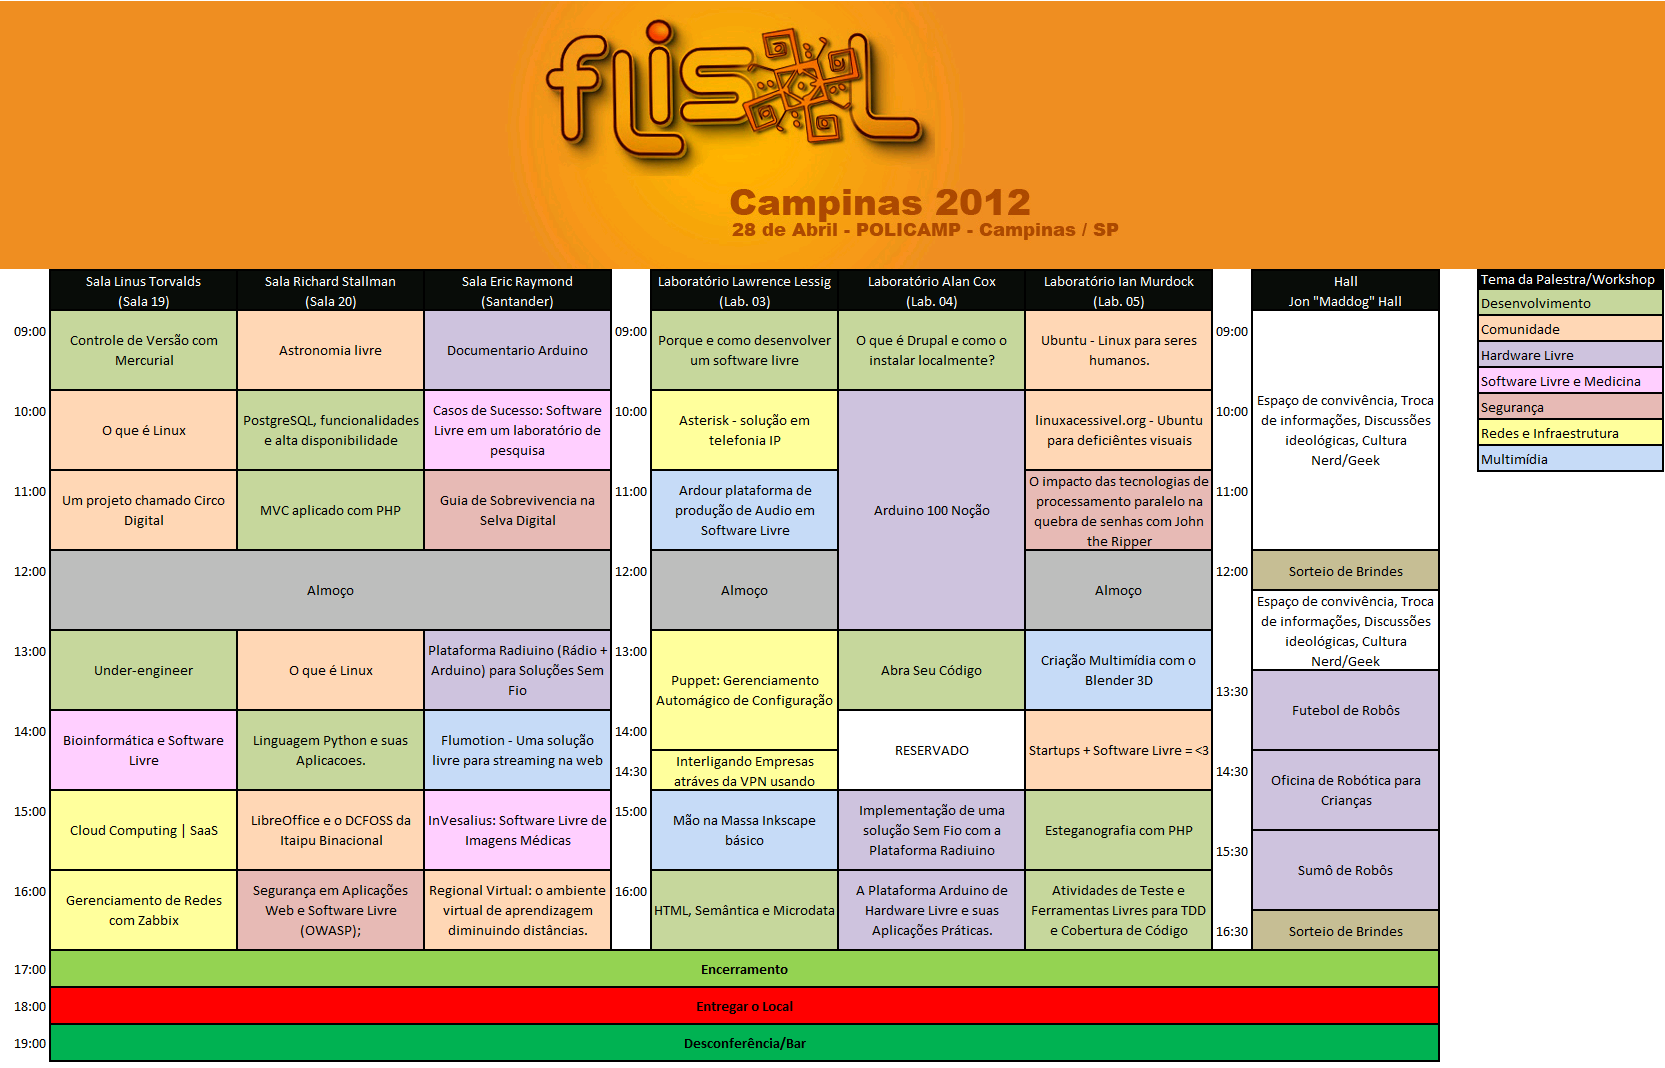 flisol
Campinas 2012
28 de Abril - POLICAMP - Campinas / SP
Sala Linus Torvalds
(Sala 19)
Sala Richard Stallman
(Sala 20)
Sala Eric Raymond
(Santander)
Laboratório Lawrence Lessig
(Lab. 03)
Laboratório Alan Cox
(Lab. 04)
Laboratório Ian Murdock
(Lab. 05)
Hall
Jon "Maddog" Hall
Tema da Palestra/Workshop
Desenvolvimento
Comunidade
Hardware Livre
Software Livre e Medicina
Segurança
Redes e Infraestrutura
Multimídia
09:00
Controle de Versão com
Mercurial
Astronomia livre
Documentario Arduino
09:00
Porque e como desenvolver
um software livre
O que é Drupal e como o
instalar localmente?
Ubuntu - Linux para seres
humanos.
09:00
Espaço de convivência, Troca
de informações, Discussões
ideológicas, Cultura
Nerd/Geek
10:00
O que é Linux
PostgreSQL, funcionalidades
e alta disponibilidade
Casos de Sucesso: Software
Livre em um laboratório de
pesquisa
10:00
Asterisk - solução em
telefonia IP
Arduino 100 Noção
linuxacessivel.org - Ubuntu
para deficiêntes visuais
10:00
11:00
Um projeto chamado Circo
Digital
MVC aplicado com PHP
Guia de Sobrevivencia na
Selva Digital
11:00
Ardour plataforma de
produção de Audio em
Software Livre
O impacto das tecnologias de
processamento paralelo na
quebra de senhas com John
the Ripper
11:00
12:00
Almoço
12:00
Almoço
Almoço
12:00
Sorteio de Brindes
Espaço de convivência, Troca
de informações, Discussões
ideológicas, Cultura
Nerd/Geek
13:00
Under-engineer
O que é Linux
Plataforma Radiuino (Rádio +
Arduino) para Soluções Sem
Fio
13:00
Puppet: Gerenciamento
Automágico de Configuração
Abra Seu Código
Criação Multimídia com o
Blender 3D
13:30
Futebol de Robôs
14:00
Bioinformática e Software
Livre
Linguagem Python e suas
Aplicacoes.
Flumotion - Uma solução
livre para streaming na web
14:00
RESERVADO
Startups + Software Livre = <3
14:30
Interligando Empresas
atráves da VPN usando
14:30
Oficina de Robótica para
Crianças
15:00
Cloud Computing | SaaS
LibreOffice e o DCFOSS da
Itaipu Binacional
InVesalius: Software Livre de
Imagens Médicas
15:00
Mão na Massa Inkscape
básico
Implementação de uma
solução Sem Fio com a
Plataforma Radiuino
Esteganografia com PHP
15:30
Sumô de Robôs
16:00
Gerenciamento de Redes
com Zabbix
Segurança em Aplicações
Web e Software Livre
(OWASP);
Regional Virtual: o ambiente
virtual de aprendizagem
diminuindo distâncias.
16:00
HTML, Semântica e Microdata
A Plataforma Arduino de
Hardware Livre e suas
Aplicações Práticas.
Atividades de Teste e
Ferramentas Livres para TDD
e Cobertura de Código
16:30
Sorteio de Brindes
17:00
Encerramento
18:00
Entregar o Local
19:00
Desconferência/Bar